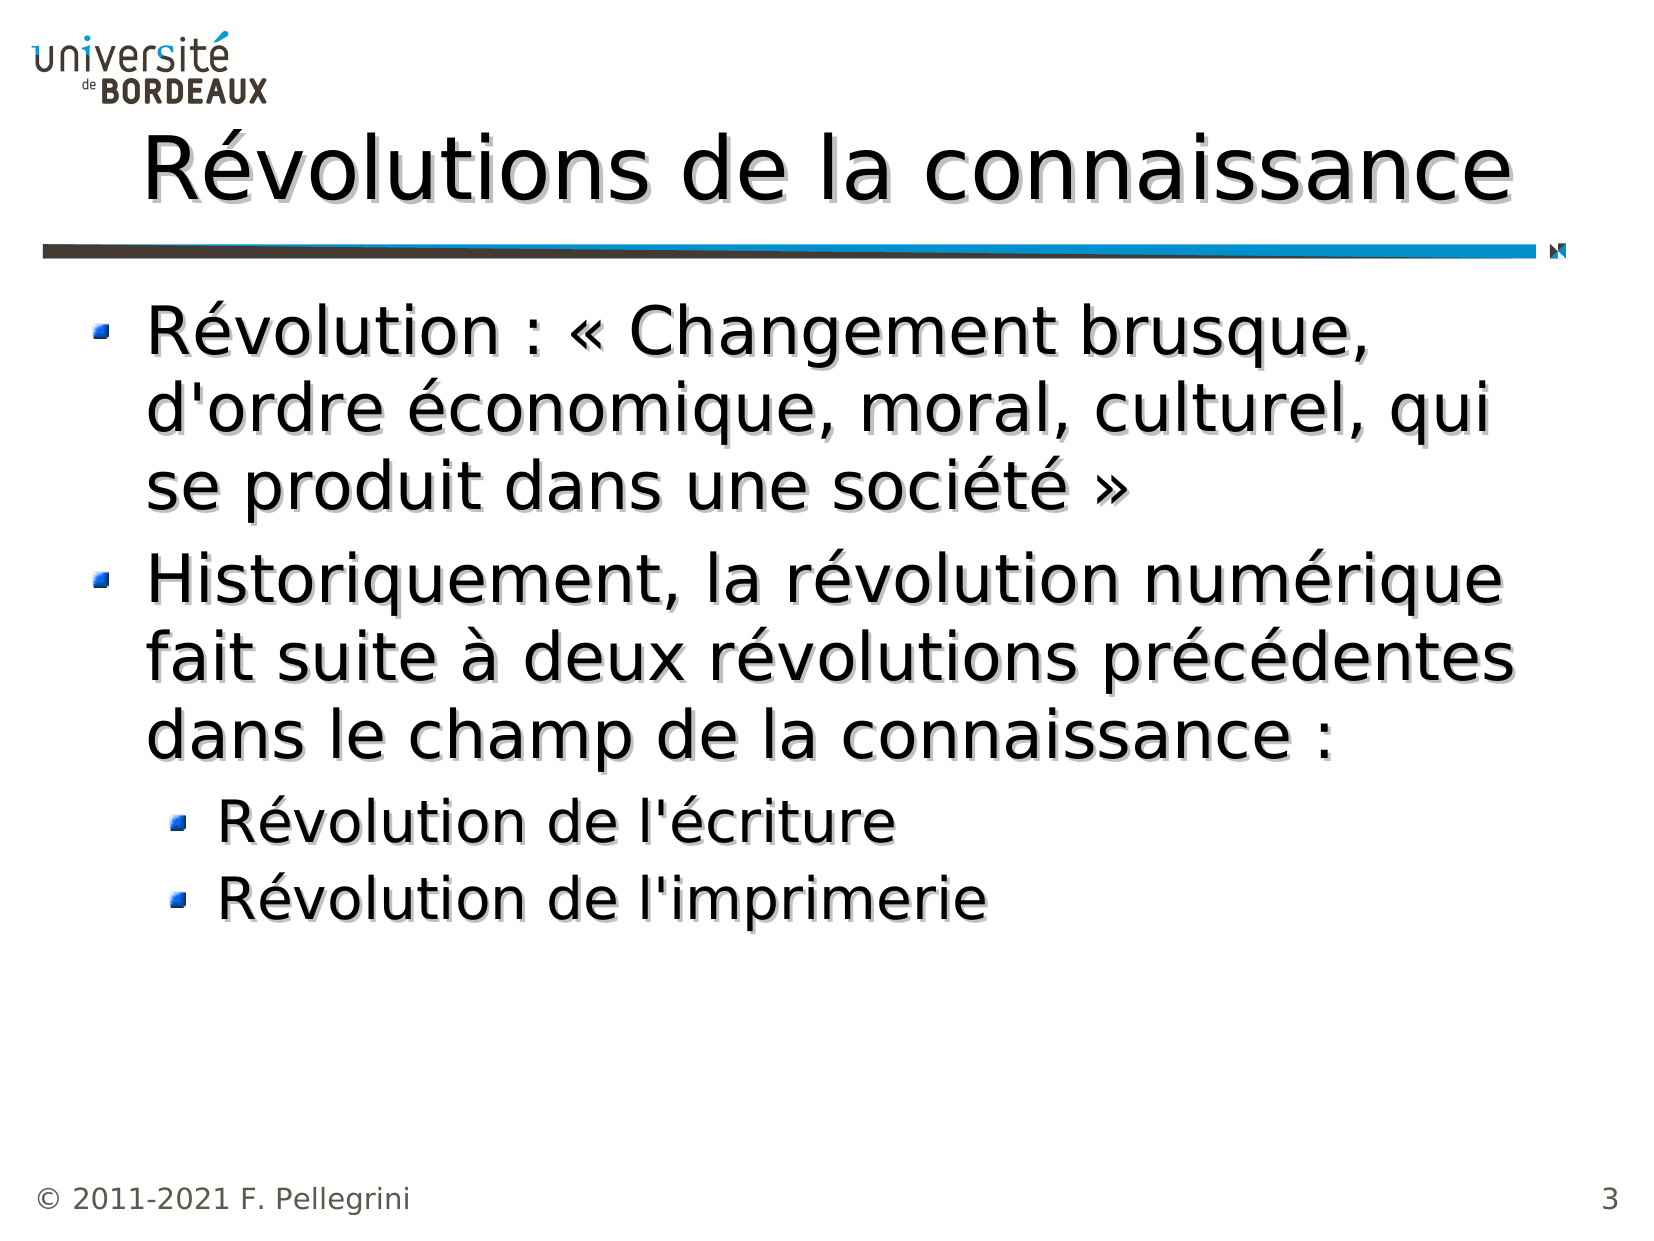 université
de BORDEAUX
Révolutions de la connaissance
Révolution : « Changement brusque,
d'ordre économique, moral, culturel, qui
se produit dans une société »
Historiquement, la révolution numérique
fait suite à deux révolutions précédentes
dans le champ de la connaissance :
Révolution de l'écriture
Révolution de l'imprimerie
© 2011-2021 F. Pellegrini
3